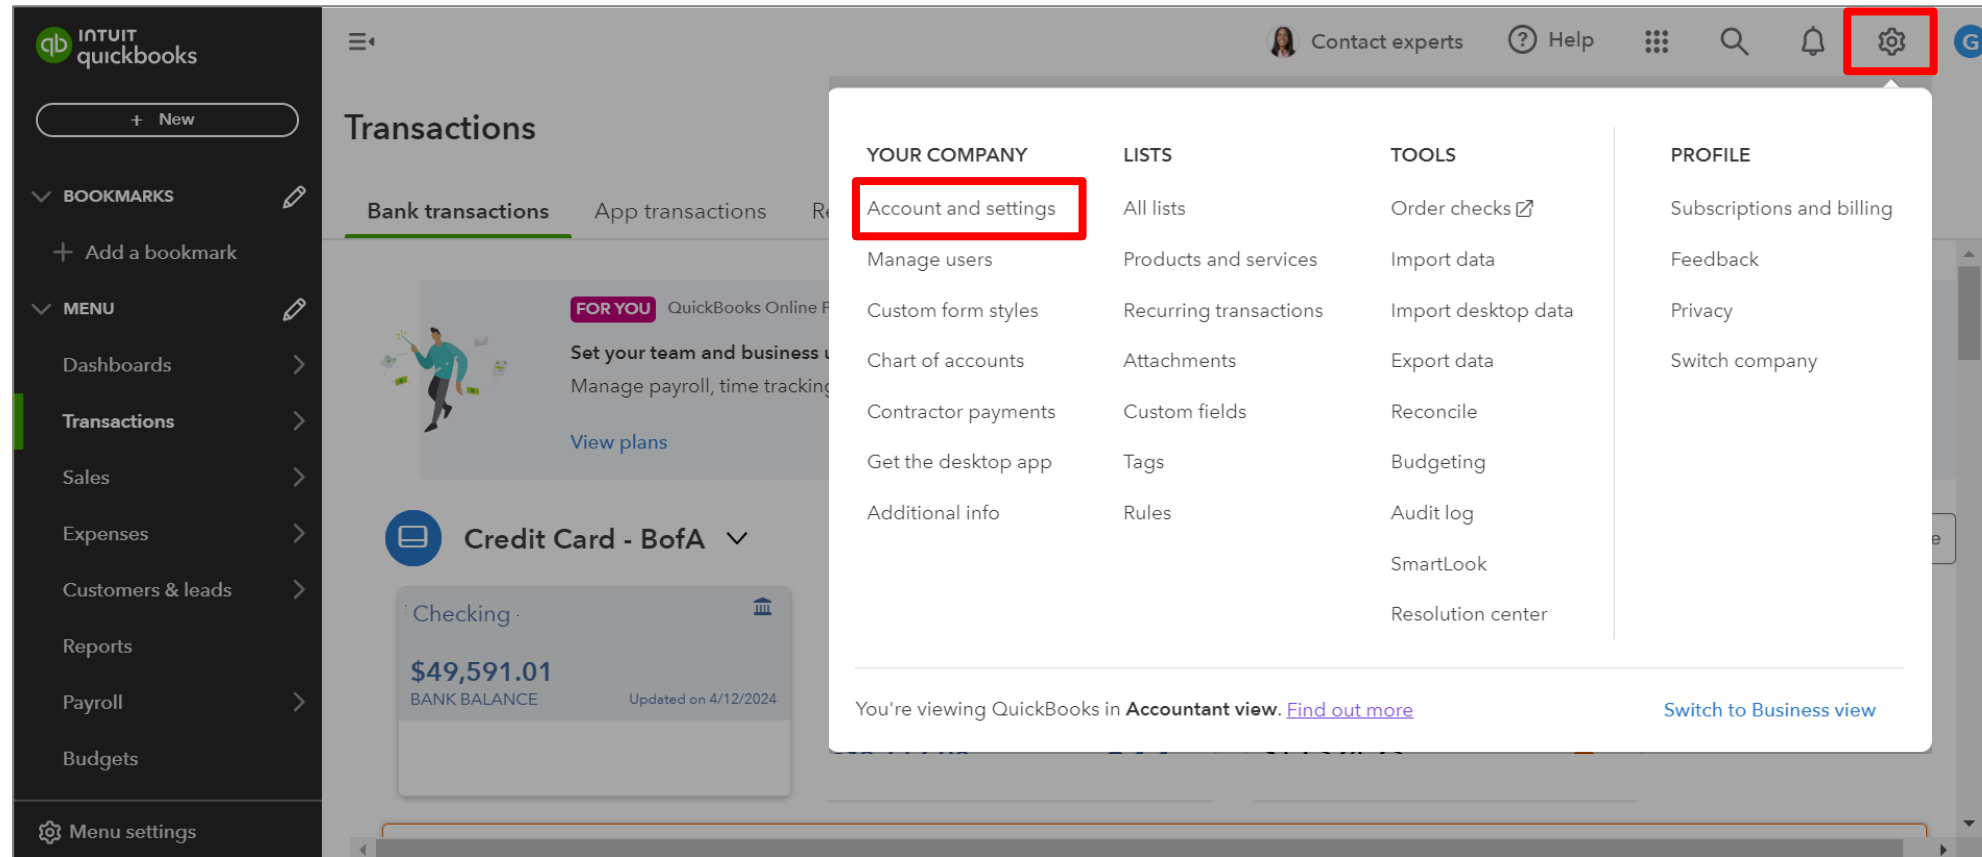 INTUIT
quickbooks
Contact experts
Help
G
+ New
Transactions
BOOKMARKS
Add a bookmark
MENU
Dashboards
Transactions
Sales
Expenses
Customers & leads
Reports
Payroll
Budgets
Menu settings
Bank transactions App transactions
FOR YOU QuickBooks Online
Set your team and business
Manage payroll, time tracking
View plans
Credit Card - BofA
Checking
$49,591.01
BANK BALANCE Updated on 4/12/2024
YOUR COMPANY
Account and settings
Manage users
Custom form styles
Chart of accounts
Contractor payments
Get the desktop app
Additional info
LISTS
All lists
Products and services
Recurring transactions
Attachments
Custom fields
Tags
Rules
TOOLS
Order checks
Import data
Import desktop data
Export data
Reconcile
Budgeting
Audit log
SmartLook
Resolution center
PROFILE
Subscriptions and billing
Feedback
Privacy
Switch company
You're viewing QuickBooks in Accountant view. Find out more
Switch to Business view